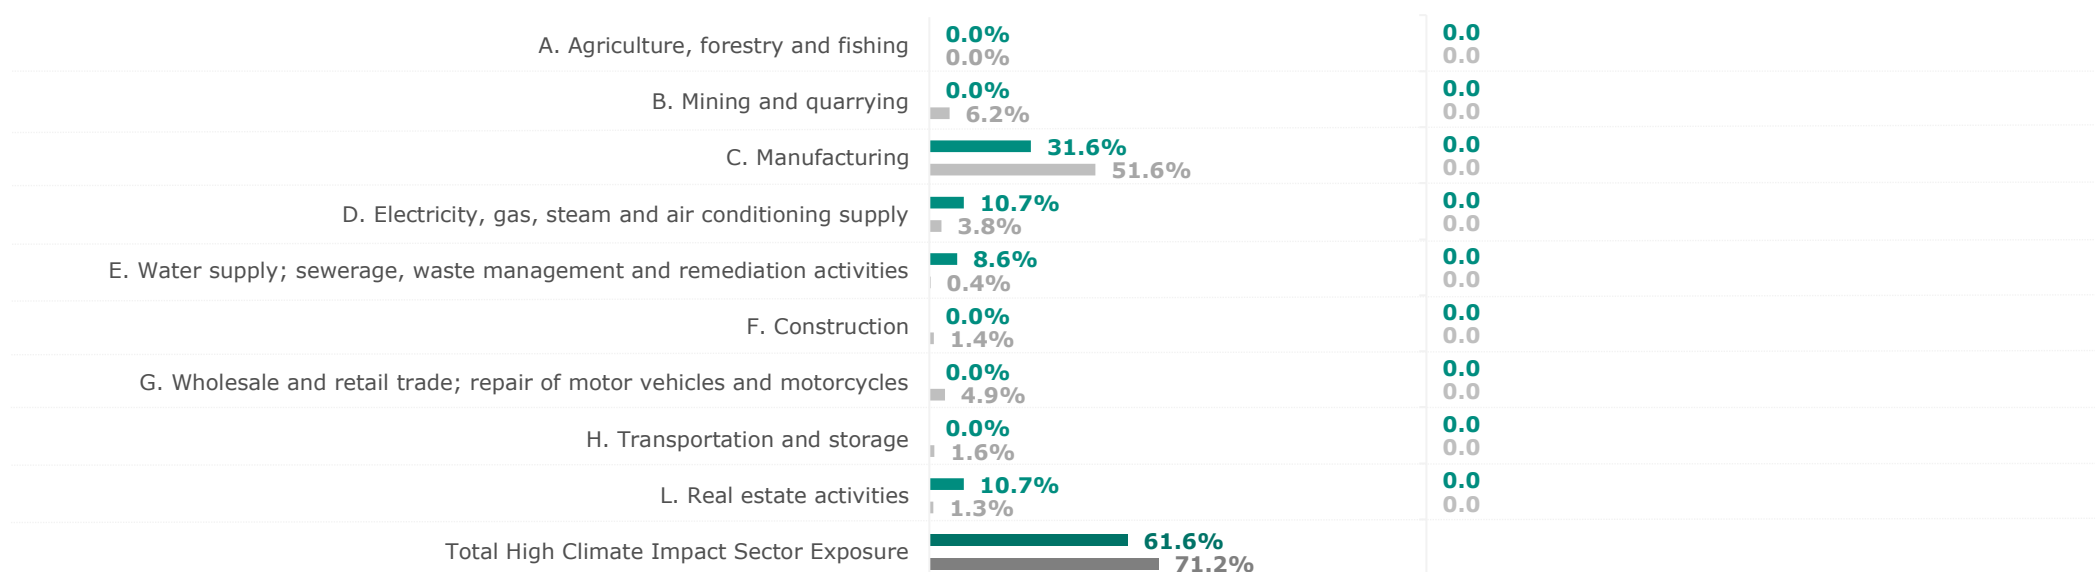 A. Agriculture, forestry and fishing 0.0% 0.0
0.0% 0.0
B. Mining and quarrying 0.0% 0.0
6.2% 0.0
C. Manufacturing 31.6% 0.0
51.6% 0.0
D. Electricity, gas, steam and air conditioning supply 10.7% 0.0
3.8% 0.0
E. Water supply; sewerage, waste management and remediation activities 8.6% 0.0
0.4% 0.0
F. Construction 0.0% 0.0
1.4% 0.0
G. Wholesale and retail trade; repair of motor vehicles and motorcycles 0.0% 0.0
4.9% 0.0
H. Transportation and storage 0.0% 0.0
1.6% 0.0
L. Real estate activities 10.7% 0.0
1.3% 0.0
Total High Climate Impact Sector Exposure 61.6%
71.2%